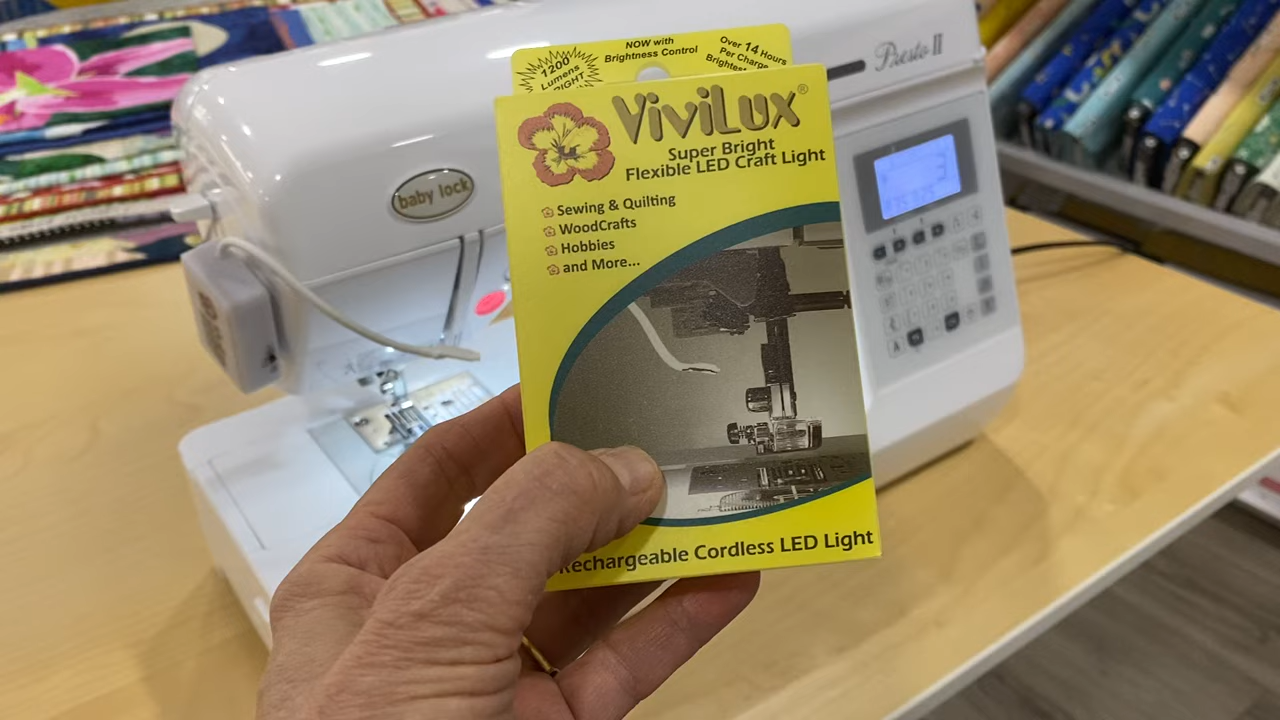 NOW with
Brightness Control
Over 14 Hours
Per Charge
1200
Lumens
ViviLux®
Super Bright
Flexible LED Craft Light
Sewing & Quilting
WoodCrafts
Hobbies
and More...
Rechargeable Cordless LED Light
baby lock
Presto II